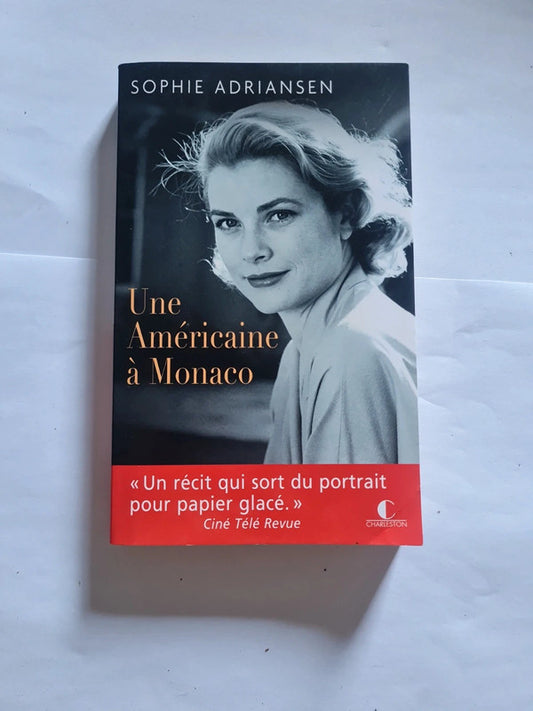 SOPHIE ADRIANSEN
Une
Américaine
à Monaco
« Un récit qui sort du portrait
pour papier glacé. »
Ciné Télé Revue
C
CHARLESTON